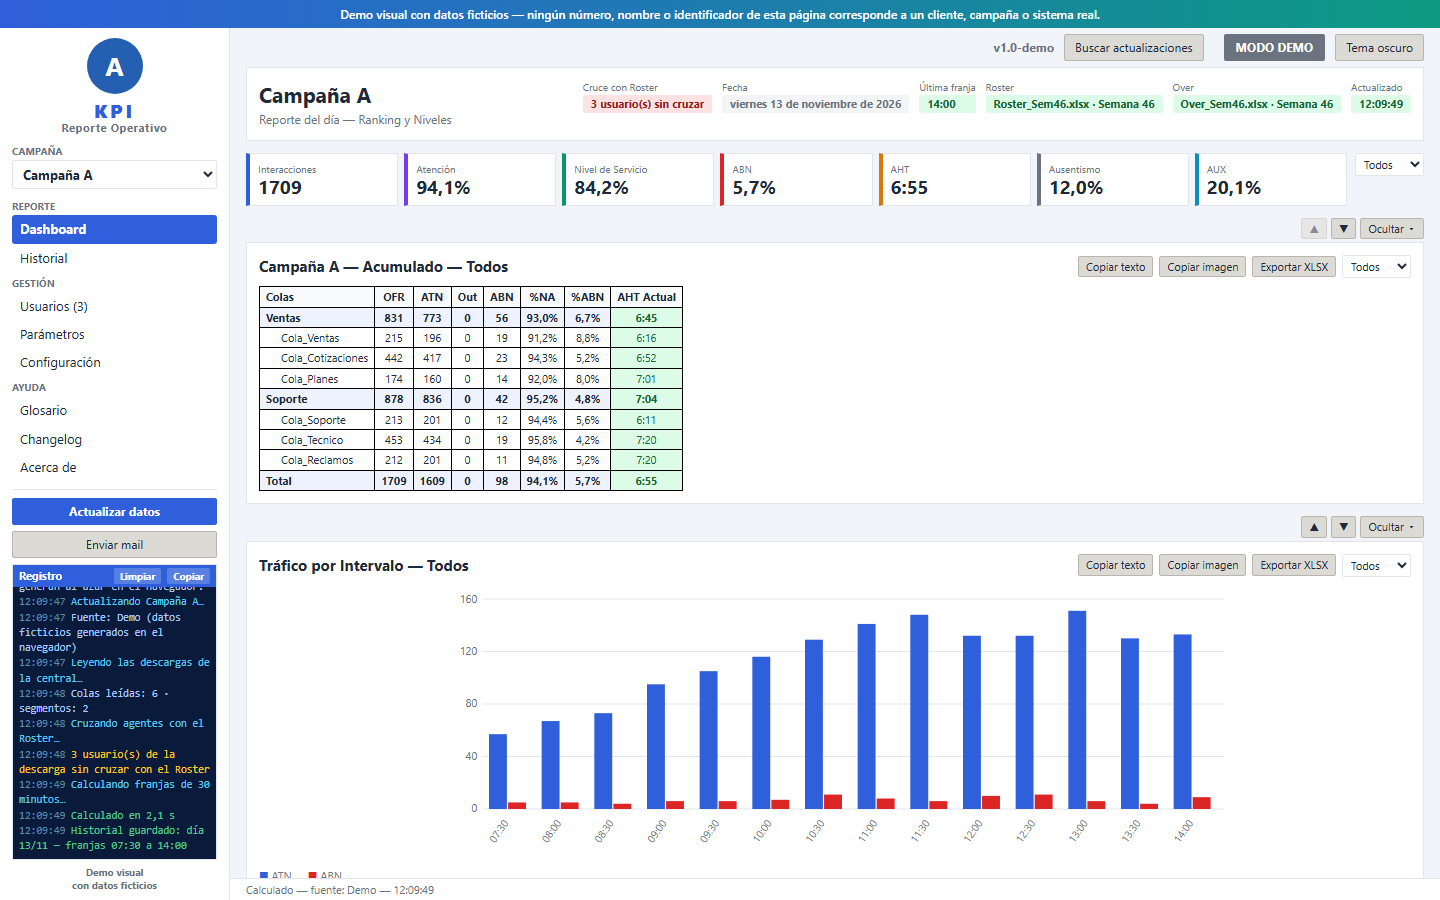 Demo visual con datos ficticios — ningún número, nombre o identificador de esta página corresponde a un cliente, campaña o sistema real.
A
KPI
Reporte Operativo
CAMPAÑA
Campaña A
REPORTE
Dashboard
Historial
GESTIÓN
Usuarios (3)
Parámetros
Configuración
AYUDA
Glosario
Changelog
Acerca de
Actualizar datos
Enviar mail
Registro Limpiar Copiar
generan al azar en el navegador.
12:09:47 Actualizando Campaña A…
12:09:47 Fuente: Demo (datos
ficticios generados en el
navegador)
12:09:47 Leyendo las descargas de
la central…
12:09:48 Colas leídas: 6 ·
segmentos: 2
12:09:48 Cruzando agentes con el
Roster…
12:09:48 3 usuario(s) de la
descarga sin cruzar con el Roster
12:09:49 Calculando franjas de 30
minutos…
12:09:49 Calculado en 2,1 s
12:09:49 Historial guardado: día
13/11 — franjas 07:30 a 14:00
Demo visual
con datos ficticios
v1.0-demo Buscar actualizaciones MODO DEMO Tema oscuro
Campaña A
Reporte del día — Ranking y Niveles
Cruce con Roster Fecha Última franja Roster Over Actualizado
3 usuario(s) sin cruzar viernes 13 de noviembre de 2026 14:00 Roster_Sem46.xlsx · Semana 46 Over_Sem46.xlsx · Semana 46 12:09:49
Interacciones Atención Nivel de Servicio ABN AHT Ausentismo AUX Todos
1709 94,1% 84,2% 5,7% 6:55 12,0% 20,1%
▲ ▼ Ocultar
Campaña A — Acumulado — Todos Copiar texto Copiar imagen Exportar XLSX Todos
Colas OFR ATN Out ABN %NA %ABN AHT Actual
Ventas 831 773 0 56 93,0% 6,7% 6:45
Cola_Ventas 215 196 0 19 91,2% 8,8% 6:16
Cola_Cotizaciones 442 417 0 23 94,3% 5,2% 6:52
Cola_Planes 174 160 0 14 92,0% 8,0% 7:01
Soporte 878 836 0 42 95,2% 4,8% 7:04
Cola_Soporte 213 201 0 12 94,4% 5,6% 6:11
Cola_Tecnico 453 434 0 19 95,8% 4,2% 7:20
Cola_Reclamos 212 201 0 11 94,8% 5,2% 7:20
Total 1709 1609 0 98 94,1% 5,7% 6:55
▲ ▼ Ocultar
Tráfico por Intervalo — Todos Copiar texto Copiar imagen Exportar XLSX Todos
160
120
80
40
0
07:30 08:00 08:30 09:00 09:30 10:00 10:30 11:00 11:30 12:00 12:30 13:00 13:30 14:00
ATN ABN
Calculado — fuente: Demo — 12:09:49